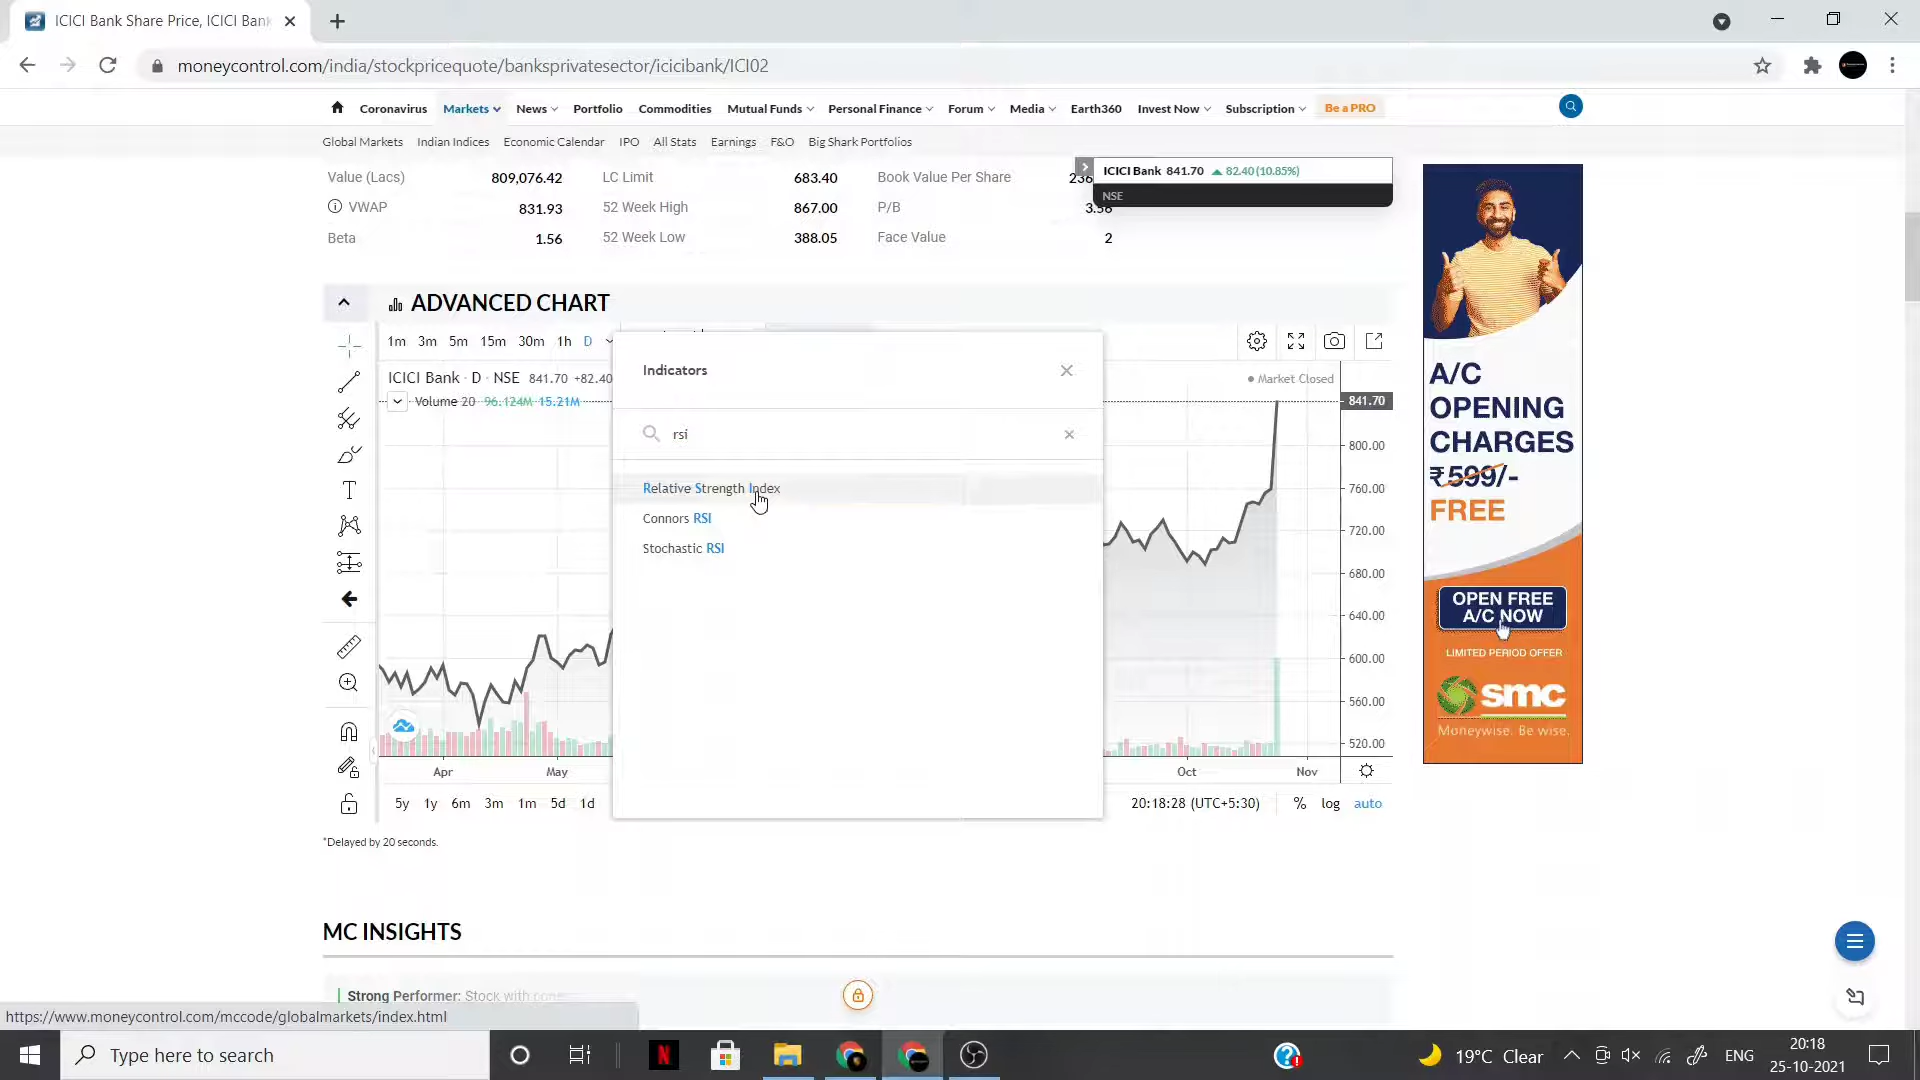 ICICI Bank Share Price, ICICI Bank
moneycontrol.com/india/stockpricequote/banksprivatesector/icicibank/ICI02
Coronavirus Markets News Portfolio Commodities Mutual Funds Personal Finance Forum Media Earth360 Invest Now Subscription Be a PRO
Global Markets Indian Indices Economic Calendar IPO All Stats Earnings F&O Big Shark Portfolios
Value (Lacs) 809,076.42 LC Limit 683.40 Book Value Per Share 236
VWAP 831.93 52 Week High 867.00 P/B 3.56
Beta 1.56 52 Week Low 388.05 Face Value 2
ICICI Bank 841.70 82.40 (10.85%)
NSE
ADVANCED CHART
1m 3m 5m 15m 30m 1h D
ICICI Bank · D · NSE 841.70 +82.40
Volume 20 96.124M 15.21M
Market Closed
Indicators
rsi
Relative Strength Index
Connors RSI
Stochastic RSI
841.70
800.00
760.00
720.00
680.00
640.00
600.00
560.00
520.00
Apr May Oct Nov
5y 1y 6m 3m 1m 5d 1d 20:18:28 (UTC+5:30) % log auto
*Delayed by 20 seconds.
A/C
OPENING
CHARGES
₹599/-
FREE
OPEN FREE
A/C NOW
LIMITED PERIOD OFFER
smc
Moneywise. Be wise.
MC INSIGHTS
Strong Performer: Stock with
https://www.moneycontrol.com/mccode/globalmarkets/index.html
Type here to search
19°C Clear
ENG
20:18
25-10-2021